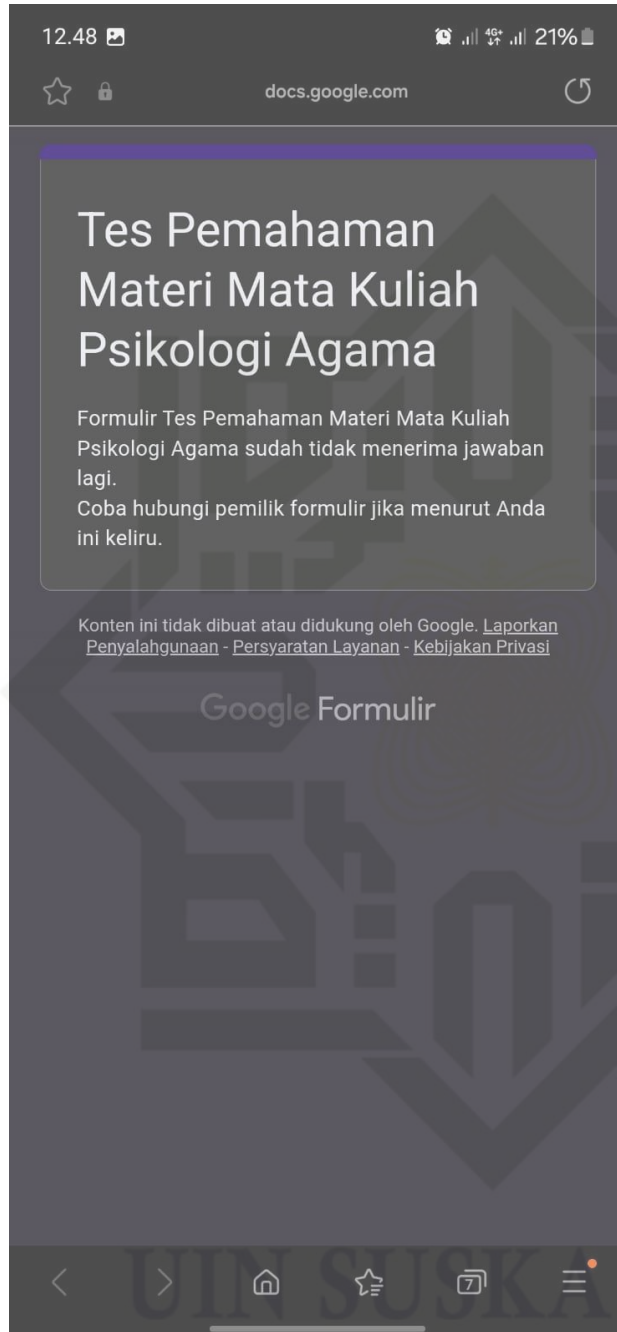 12.48
4G+
21%
docs.google.com
Tes Pemahaman
Materi Mata Kuliah
Psikologi Agama
Formulir Tes Pemahaman Materi Mata Kuliah
Psikologi Agama sudah tidak menerima jawaban
lagi.
Coba hubungi pemilik formulir jika menurut Anda
ini keliru.
Konten ini tidak dibuat atau didukung oleh Google. Laporkan
Penyalahgunaan - Persyaratan Layanan - Kebijakan Privasi
Google Formulir
UIN SUSKA
7